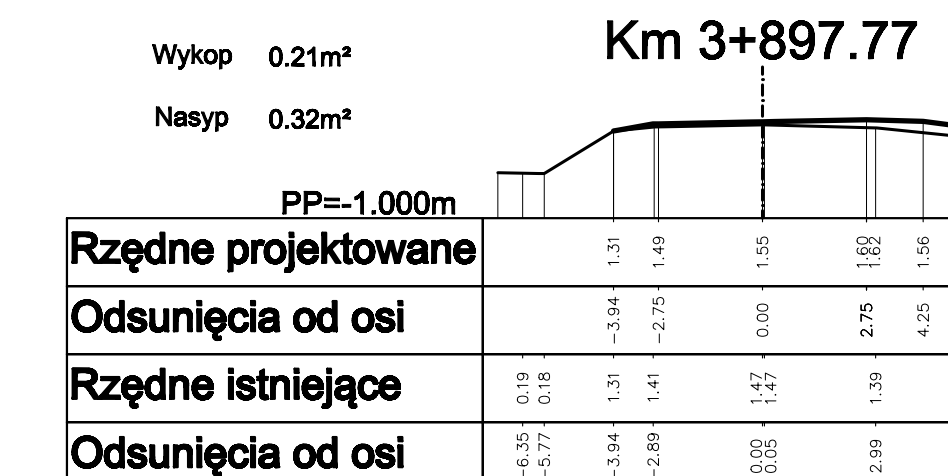 Km 3+897.77
Wykop 0.21m²
Nasyp 0.32m²
PP=-1.000m
Rzędne projektowane 1.31 1.49 1.55 1.60 1.62 1.56
Odsunięcia od osi -3.94 -2.75 0.00 2.75 4.25
Rzędne istniejące 0.19 0.18 1.31 1.41 1.47 1.47 1.39
Odsunięcia od osi -6.35 -5.77 -3.94 -2.89 0.00 0.05 2.99